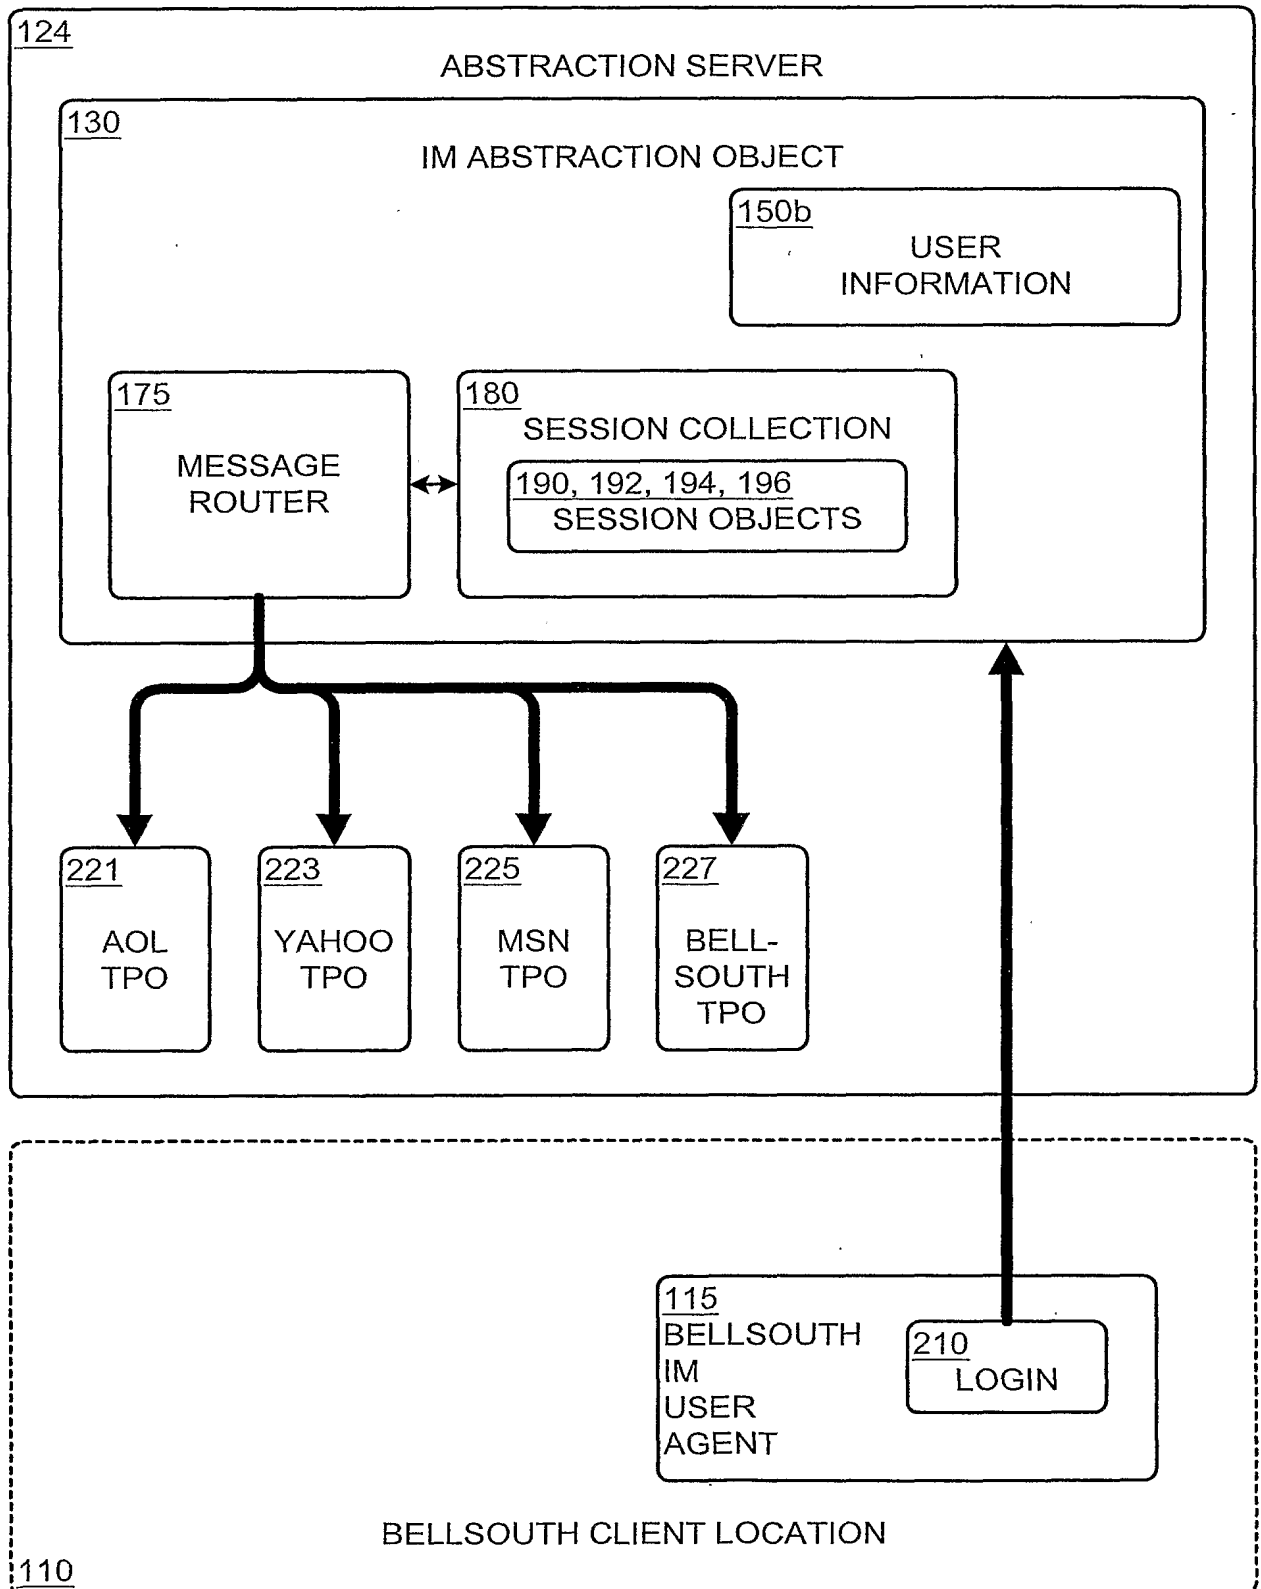 124
ABSTRACTION SERVER
130
IM ABSTRACTION OBJECT
150b
USER
INFORMATION
175
MESSAGE
ROUTER
180
SESSION COLLECTION
190, 192, 194, 196
SESSION OBJECTS
221
AOL
TPO
223
YAHOO
TPO
225
MSN
TPO
227
BELL-
SOUTH
TPO
115
BELLSOUTH
IM
USER
AGENT
210
LOGIN
BELLSOUTH CLIENT LOCATION
110